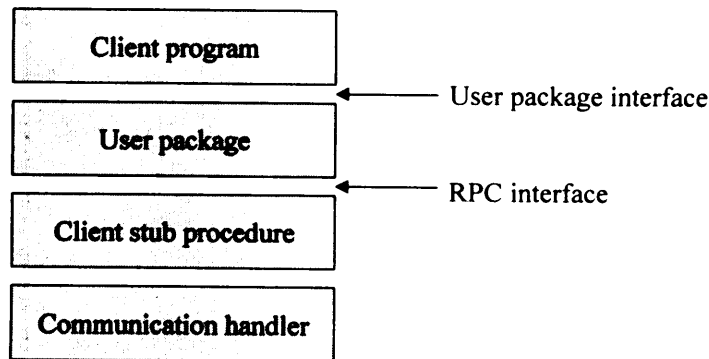 Client program
User package interface
User package
RPC interface
Client stub procedure
Communication handler